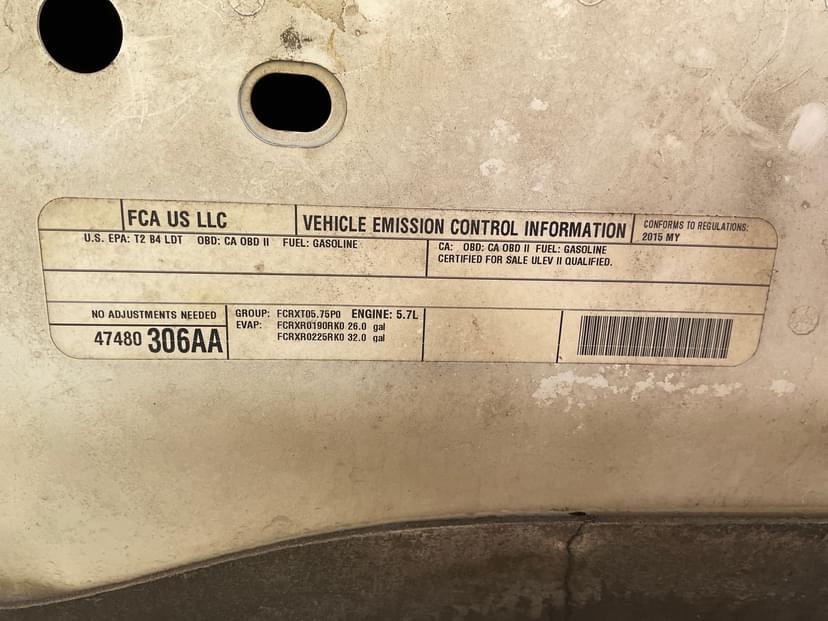 FCA US LLC
VEHICLE EMISSION CONTROL INFORMATION
CONFORMS TO REGULATIONS:
2015 MY
U.S. EPA: T2 B4 LDT OBD: CA OBD II FUEL: GASOLINE
CA: OBD: CA OBD II FUEL: GASOLINE
CERTIFIED FOR SALE ULEV II QUALIFIED.
NO ADJUSTMENTS NEEDED
47480 306AA
GROUP: FCRXT05.75P0 ENGINE: 5.7L
EVAP: FCRXR0190RK0 26.0 gal
FCRXR0225RK0 32.0 gal